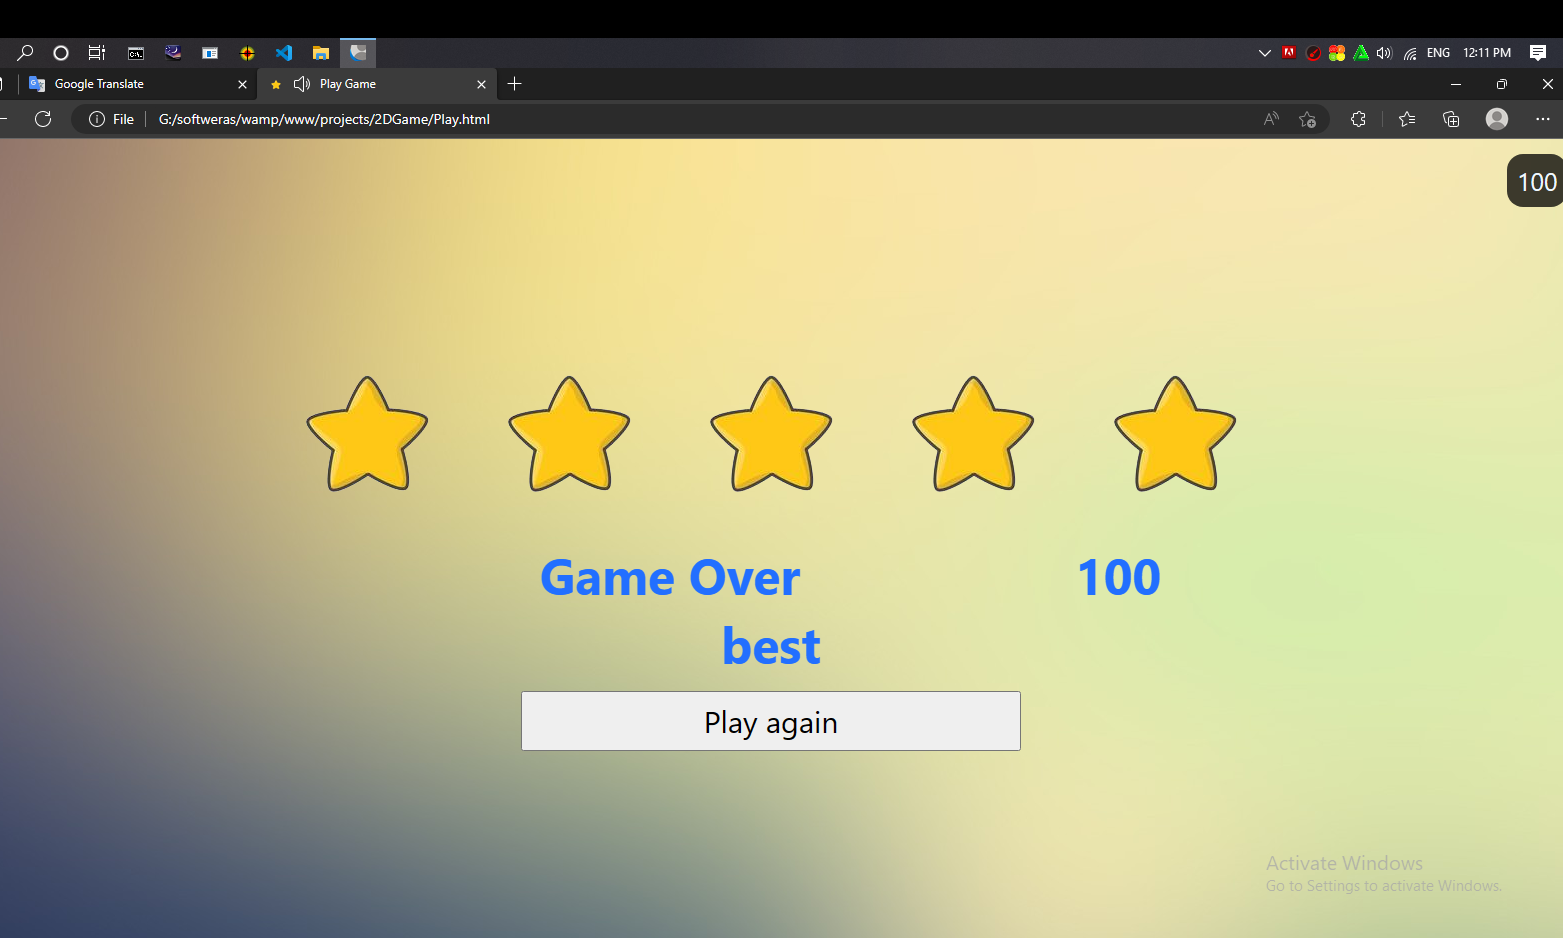 ENG 12:11 PM
Google Translate
Play Game
File G:/softweras/wamp/www/projects/2DGame/Play.html
100
Game Over 100
best
Play again
Activate Windows
Go to Settings to activate Windows.